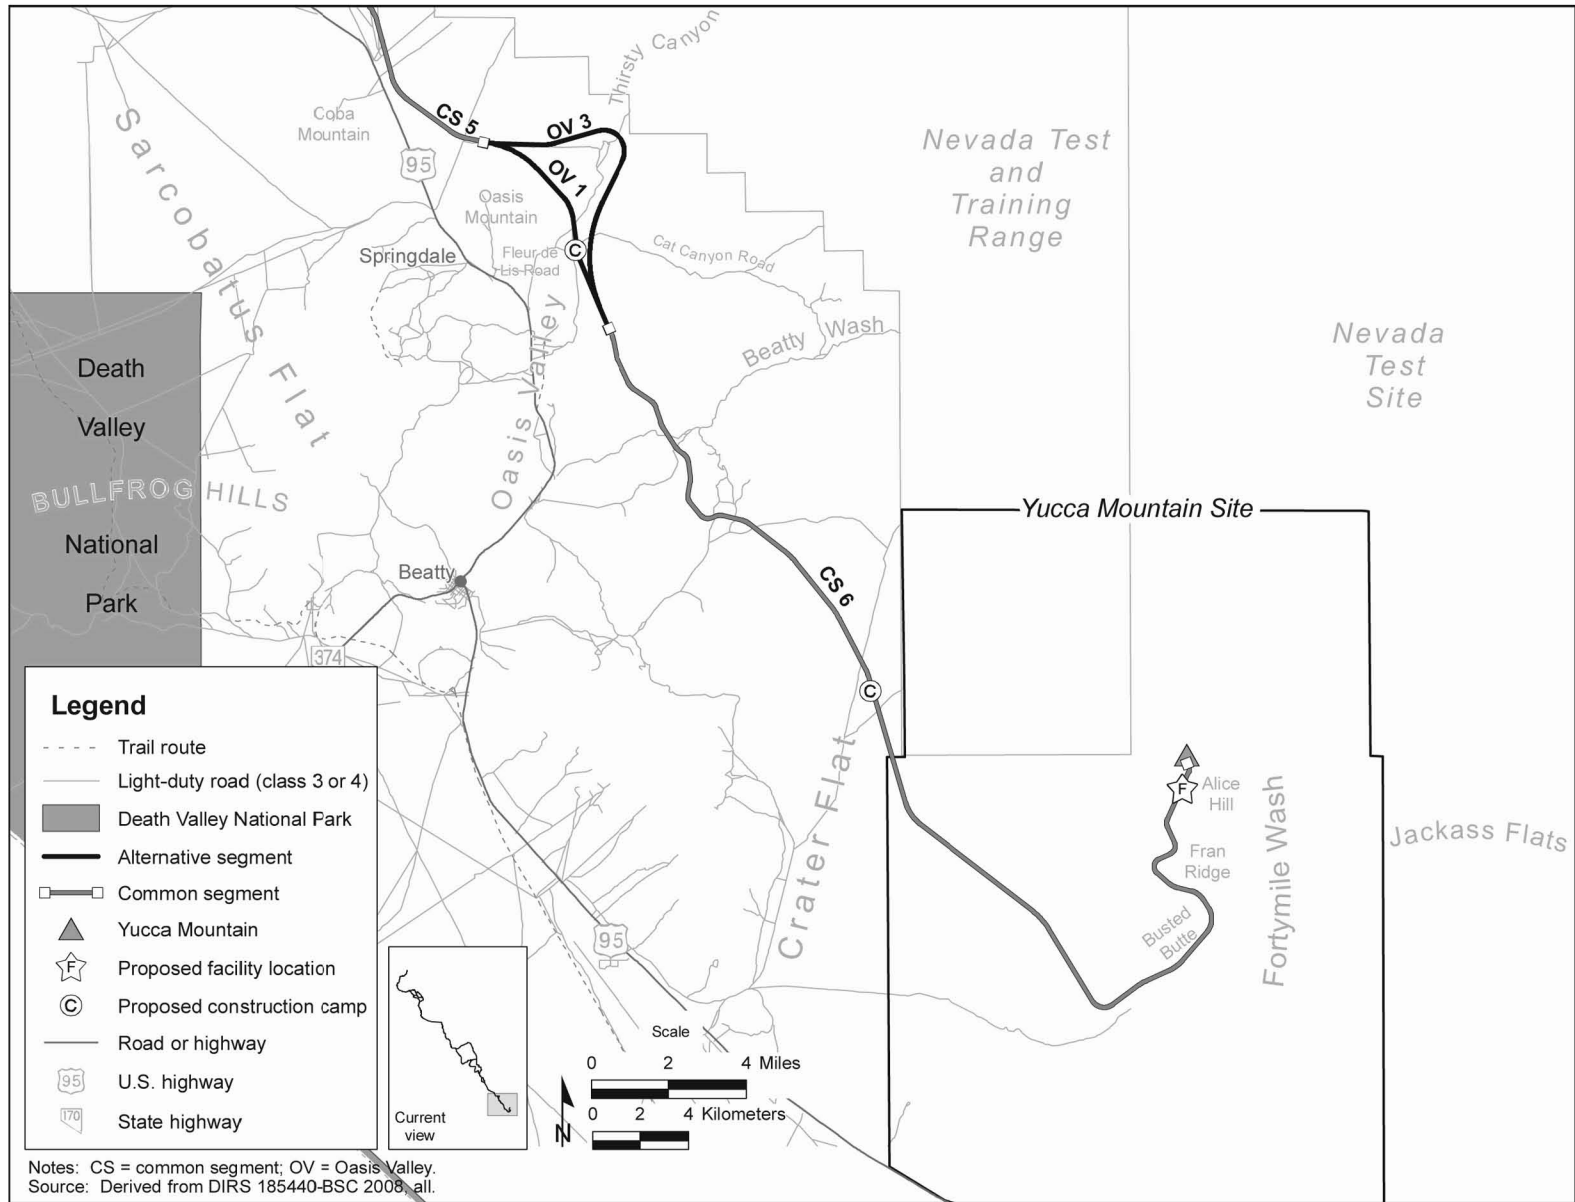 Thirsty Canyon
Coba
Mountain
CS 5
OV 3
OV 1
95
Sarcobatus Flat
Oasis
Mountain
Springdale
Fleur de
Lis Road
C
Cat Canyon Road
Nevada Test
and
Training
Range
Beatty Wash
Nevada
Test
Site
Oasis Valley
Death
Valley
BULLFROG HILLS
National
Park
Beatty
374
Yucca Mountain Site
CS 6
C
Crater Flat
F
Alice
Hill
Fran
Ridge
Busted
Butte
Fortymile Wash
Jackass Flats
95
Legend
Trail route
Light-duty road (class 3 or 4)
Death Valley National Park
Alternative segment
Common segment
Yucca Mountain
F Proposed facility location
C Proposed construction camp
Road or highway
95 U.S. highway
170 State highway
Current
view
N
Scale
0 2 4 Miles
0 2 4 Kilometers
Notes: CS = common segment; OV = Oasis Valley.
Source: Derived from DIRS 185440-BSC 2008, all.